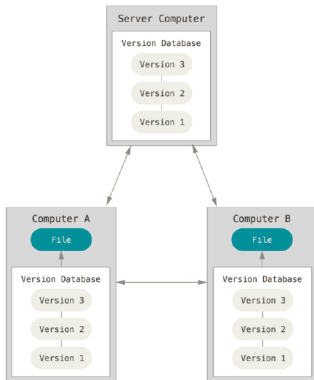 Server Computer
Version Database
Version 3
Version 2
Version 1
Computer A
File
Version Database
Version 3
Version 2
Version 1
Computer B
File
Version Database
Version 3
Version 2
Version 1